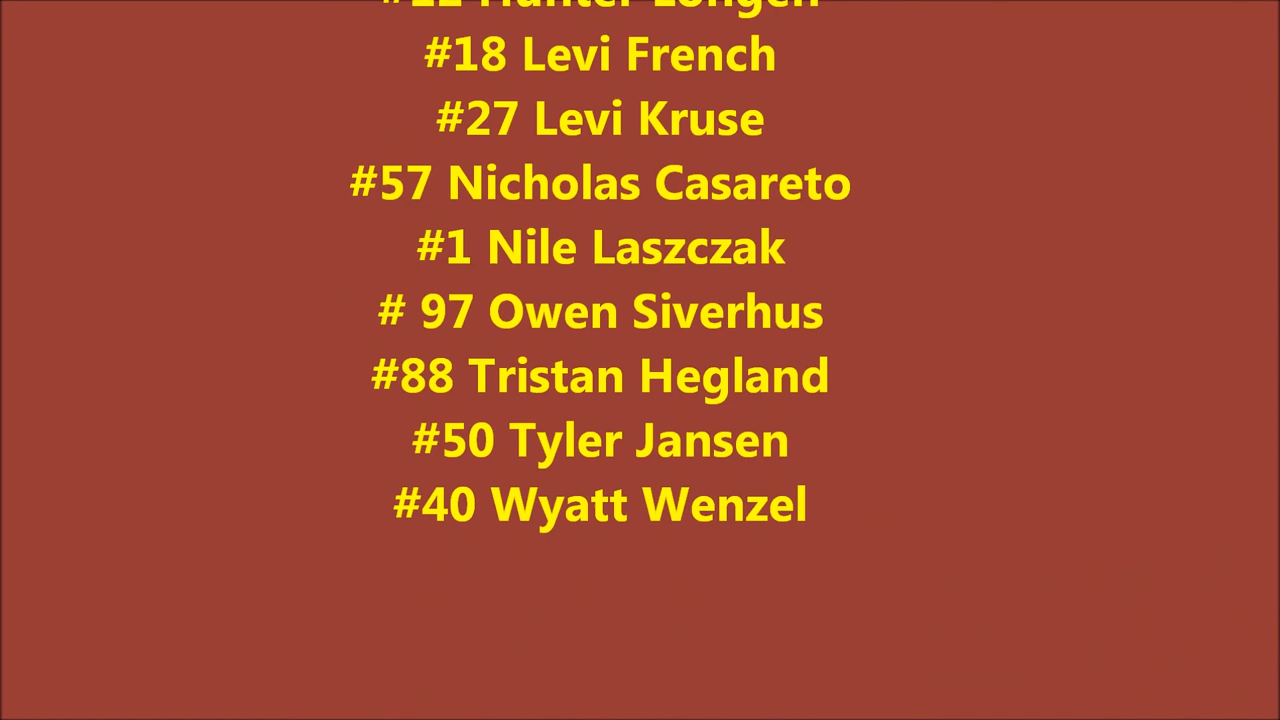 #18 Levi French
#27 Levi Kruse
#57 Nicholas Casareto
#1 Nile Laszczak
# 97 Owen Siverhus
#88 Tristan Hegland
#50 Tyler Jansen
#40 Wyatt Wenzel